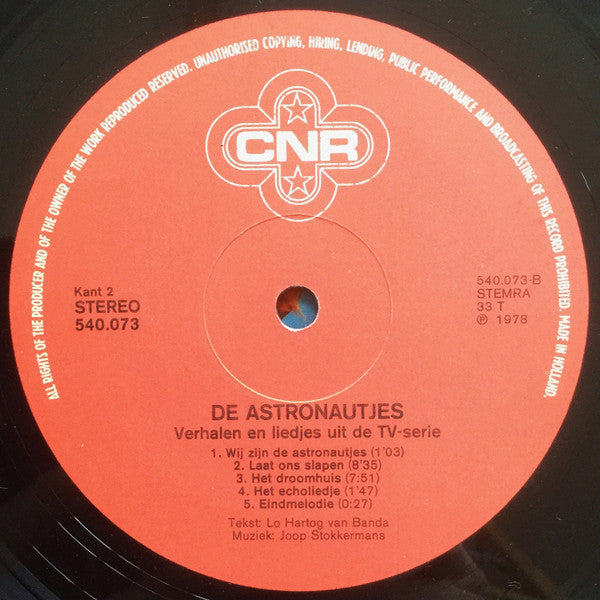 ALL RIGHTS OF THE PRODUCER AND OF THE OWNER OF THE WORK REPRODUCED RESERVED. UNAUTHORISED COPYING, HIRING, LENDING, PUBLIC PERFORMANCE AND BROADCASTING OF THIS RECORD PROHIBITED. MADE IN HOLLAND.
CNR
Kant 2
STEREO
540.073
540.073-B
STEMRA
33 T
℗ 1978
DE ASTRONAUTJES
Verhalen en liedjes uit de TV-serie
1. Wij zijn de astronautjes (1'03)
2. Laat ons slapen (8'35)
3. Het droomhuis (7:51)
4. Het echoliedje (1'47)
5. Eindmelodie (0:27)
Tekst: Lo Hartog van Banda
Muziek: Joop Stokkermans